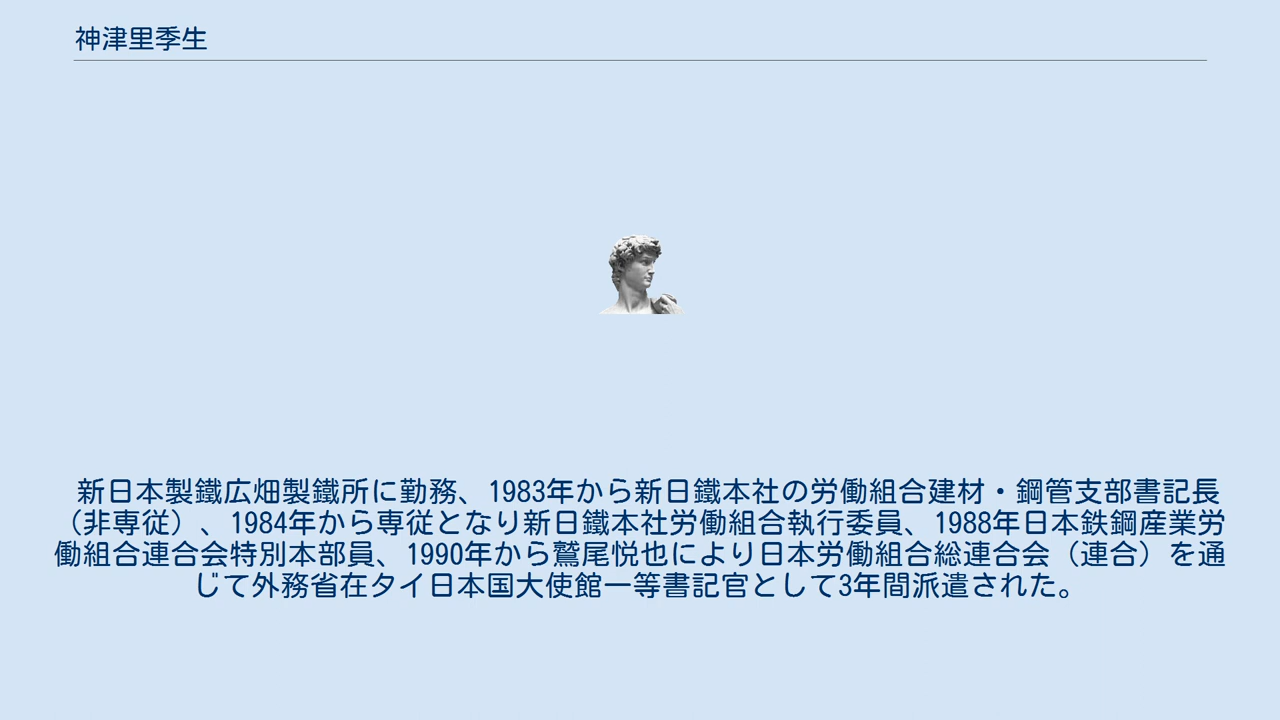 神津里季生
新日本製鐵広畑製鐵所に勤務、1983年から新日鐵本社の労働組合建材・鋼管支部書記長
（非専従）、1984年から専従となり新日鐵本社労働組合執行委員、1988年日本鉄鋼産業労
働組合連合会特別本部員、1990年から鷲尾悦也により日本労働組合総連合会（連合）を通
じて外務省在タイ日本国大使館一等書記官として3年間派遣された。